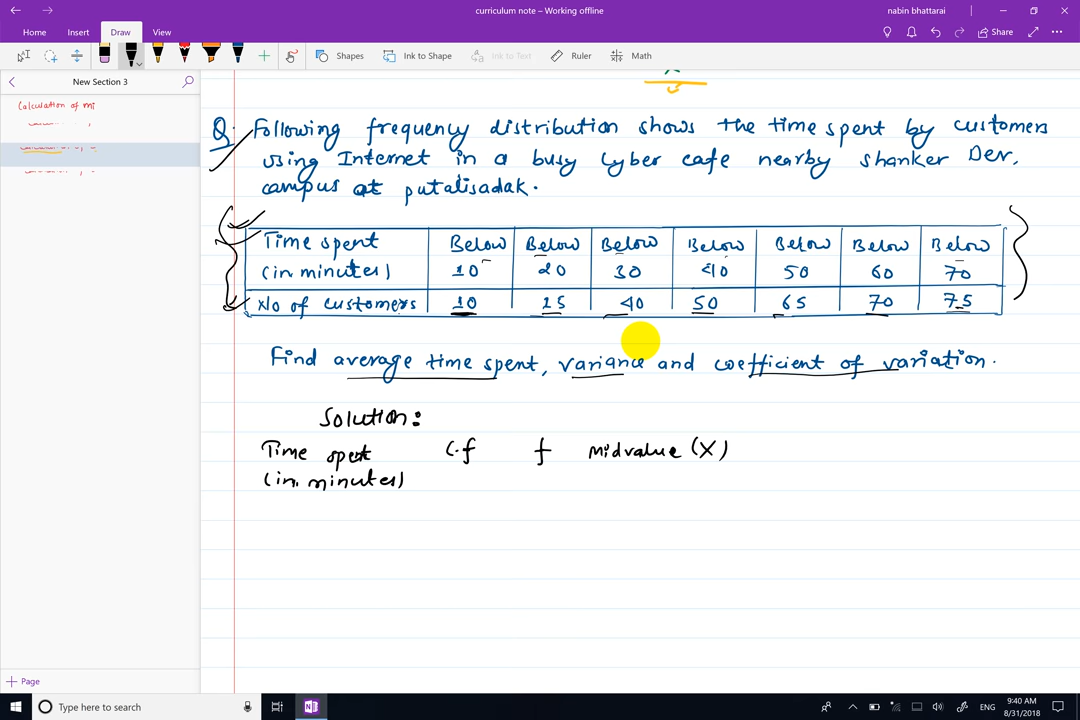 curriculum note – Working offline
nabin bhattarai
Home Insert Draw View
Share
Shapes Ink to Shape Ink to Text Ruler Math
New Section 3
Calculation of mi
Q. Following frequency distribution shows the time spent by customers
using Internet in a busy cyber cafe nearby shanker Dev.
campus at putalisadak.
Time spent (in minutes) Below 10 Below 20 Below 30 Below 40 Below 50 Below 60 Below 70
No of customers 10 25 40 50 65 70 75
Find average time spent, variance and coefficient of variation.
Solution:
Time spent C.f f Midvalue (X)
(in. minutes)
+ Page
Type here to search
ENG
9:40 AM
8/31/2018